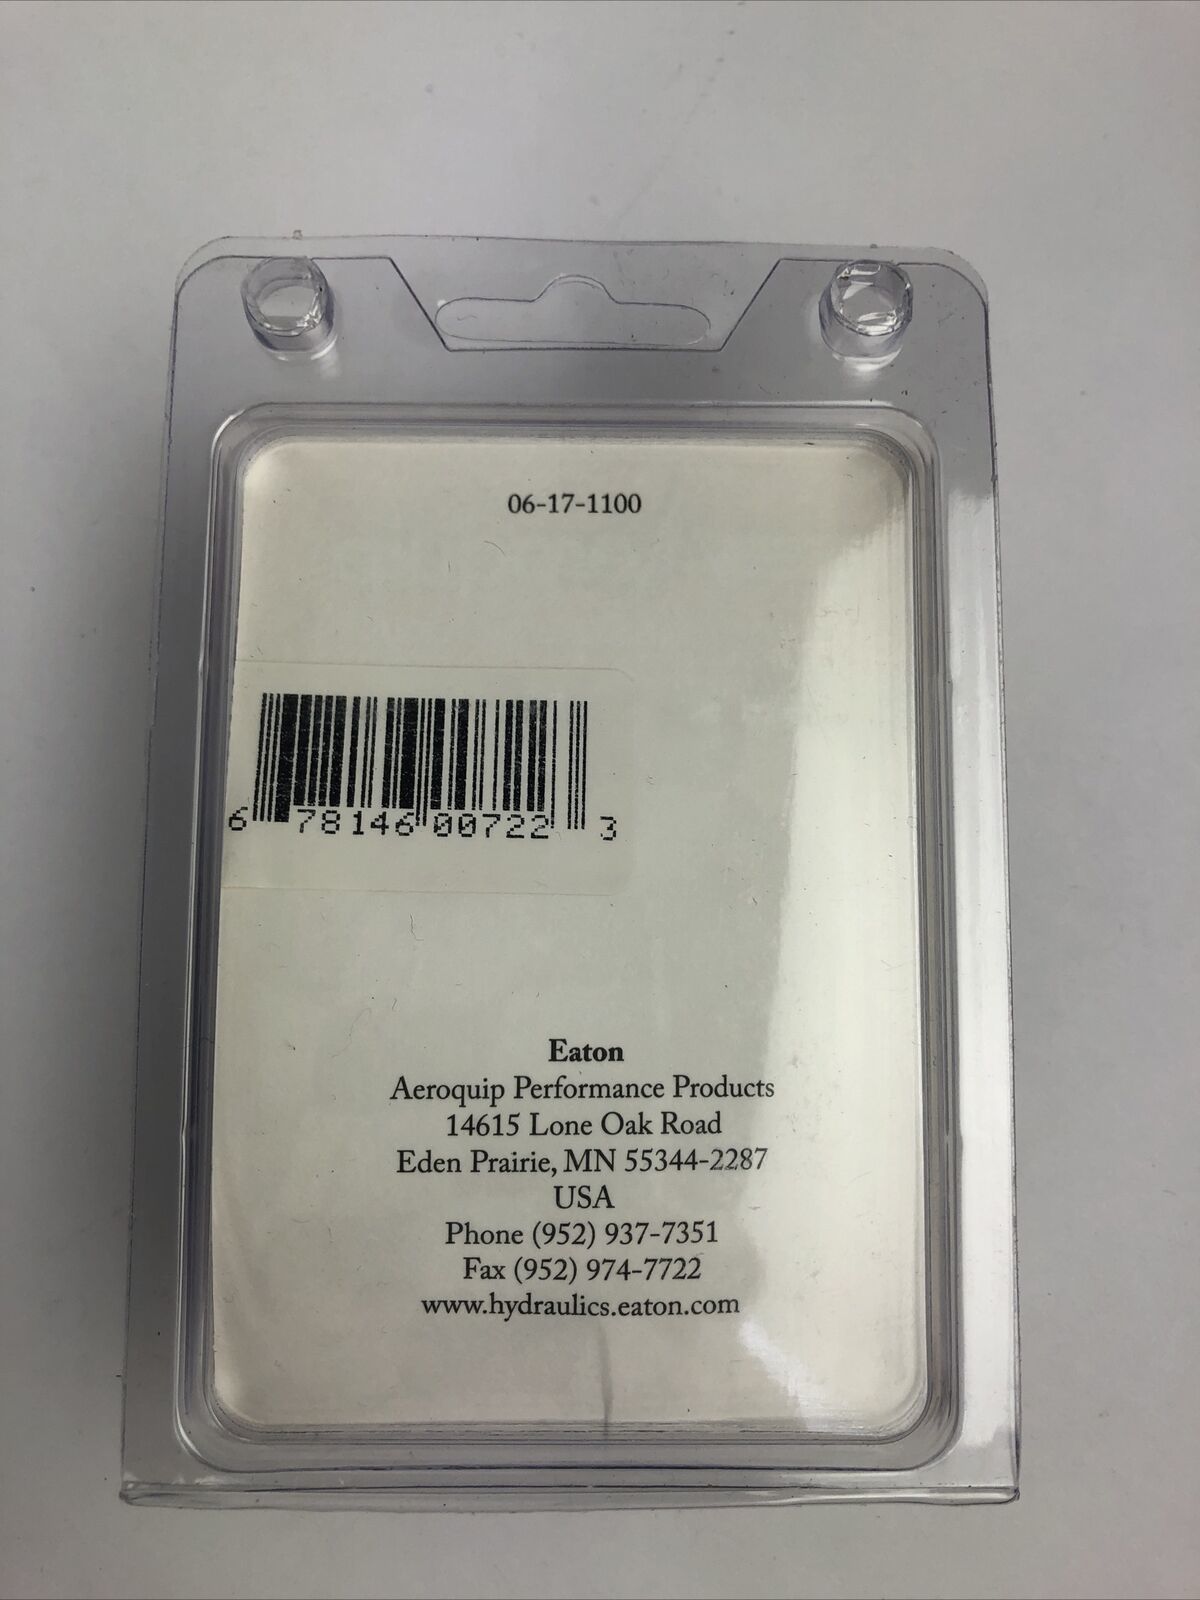 06-17-1100
6 78146 00722 3
Eaton
Aeroquip Performance Products
14615 Lone Oak Road
Eden Prairie, MN 55344-2287
USA
Phone (952) 937-7351
Fax (952) 974-7722
www.hydraulics.eaton.com